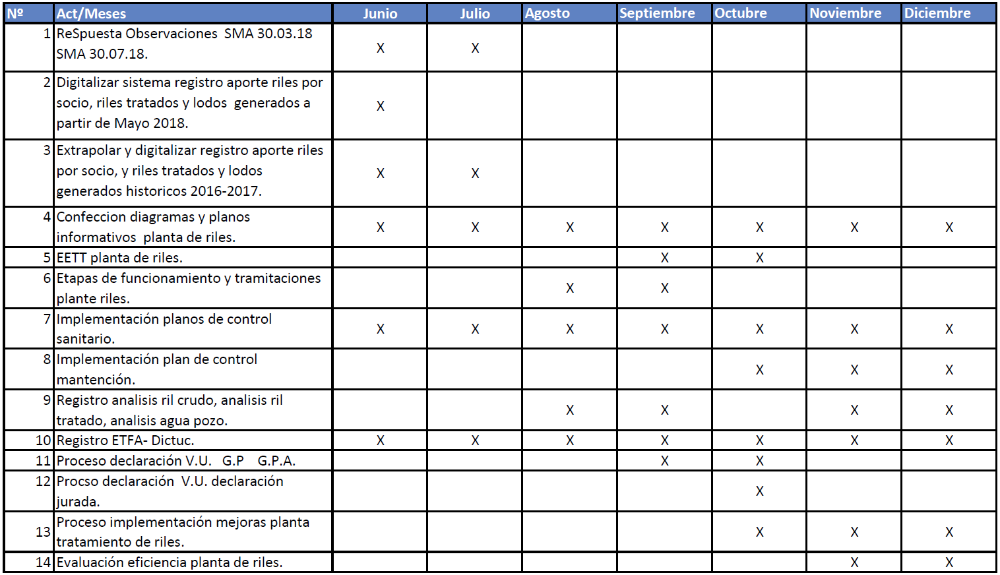 Nº Act/Meses Junio Julio Agosto Septiembre Octubre Noviembre Diciembre
1 ReSpuesta Observaciones  SMA 30.03.18
SMA 30.07.18.
X X
2 Digitalizar sistema registro aporte riles por
socio, riles tratados y lodos  generados a
X
partir de Mayo 2018.
3 Extrapolar y digitalizar registro aporte riles
por socio, y riles tratados y lodos
X X
generados historicos 2016-2017.
4 Confeccion diagramas y planos
informativos  planta de riles.
X X X X X X X
5 EETT planta de riles. X X
6 Etapas de funcionamiento y tramitaciones
plante riles.
X X
7 Implementación planos de control
sanitario.
X X X X X X X
8 Implementación plan de control
mantención.
X X X
9 Registro analisis ril crudo, analisis ril
tratado, analisis agua pozo.
X X X X
10 Registro ETFA- Dictuc. X X X X X X X
11 Proceso declaración V.U.   G.P    G.P.A. X X
12 Procso declaración  V.U. declaración
jurada.
X
13 Proceso implementación mejoras planta
tratamiento de riles.
X X X
14 Evaluación eficiencia planta de riles. X X